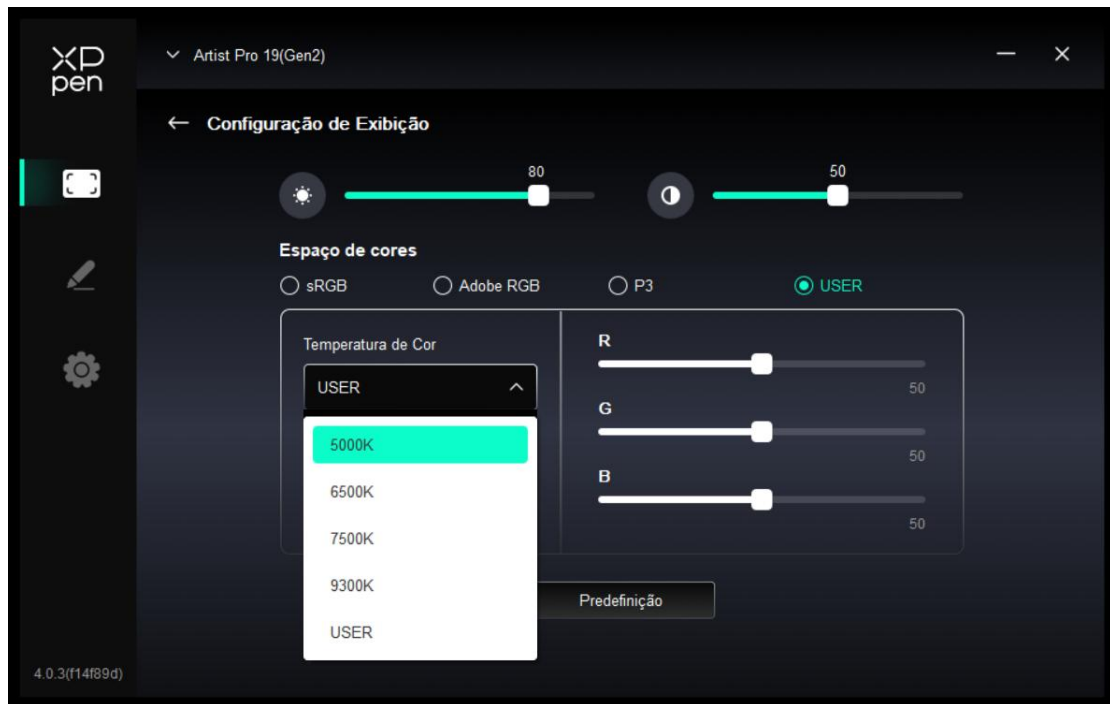 XP
pen
Artist Pro 19(Gen2)
Configuração de Exibição
80
50
Espaço de cores
sRGB
Adobe RGB
P3
USER
Temperatura de Cor
USER
5000K
6500K
7500K
9300K
USER
R
50
G
50
B
50
Predefinição
4.0.3(f14f89d)